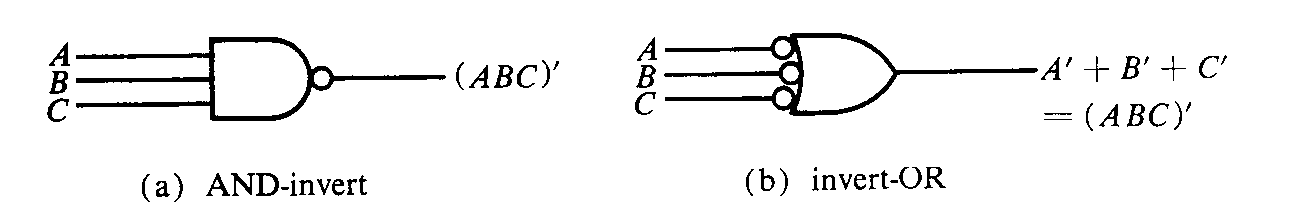 A
B
C
(ABC)′
(a) AND-invert
A
B
C
A′ + B′ + C′
= (ABC)′
(b) invert-OR